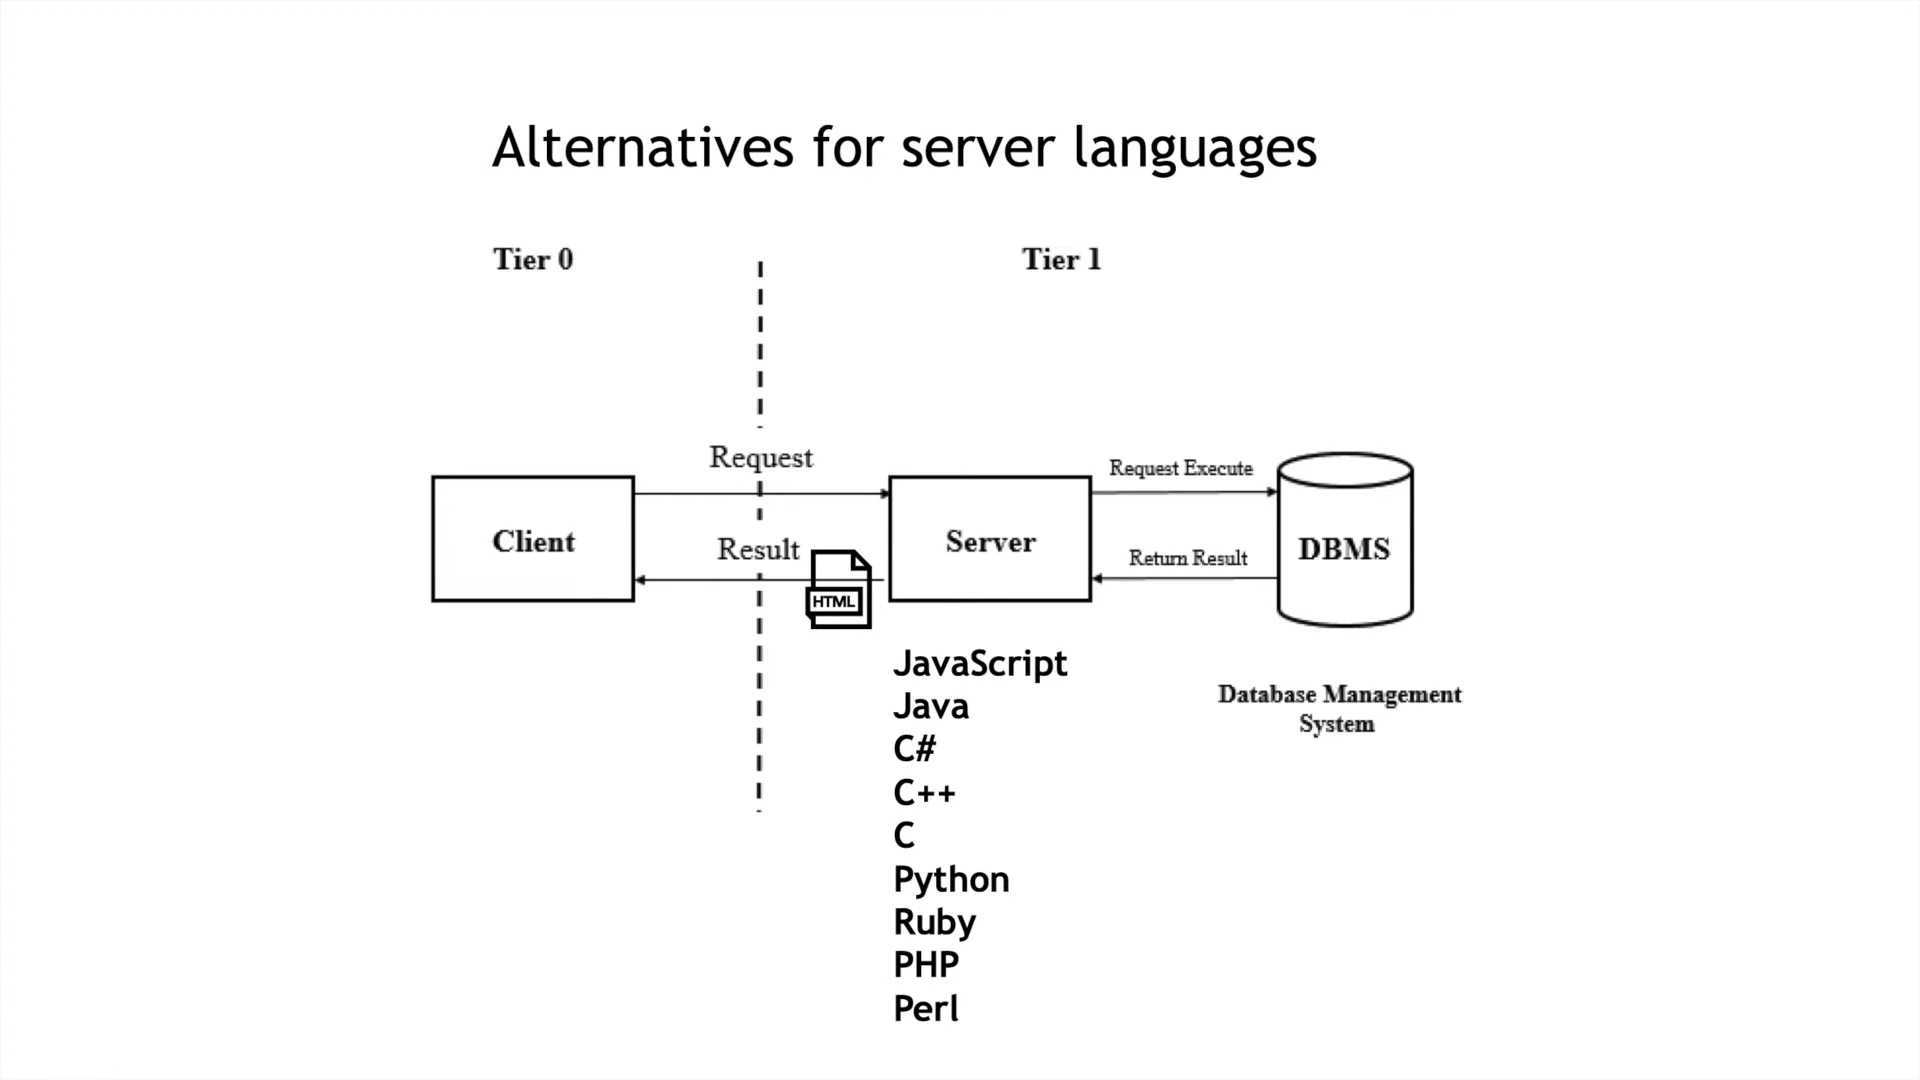 Alternatives for server languages
Tier 0
Tier 1
Request
Request Execute
Client
Server
DBMS
Result
Return Result
HTML
JavaScript
Java
C#
C++
C
Python
Ruby
PHP
Perl
Database Management
System